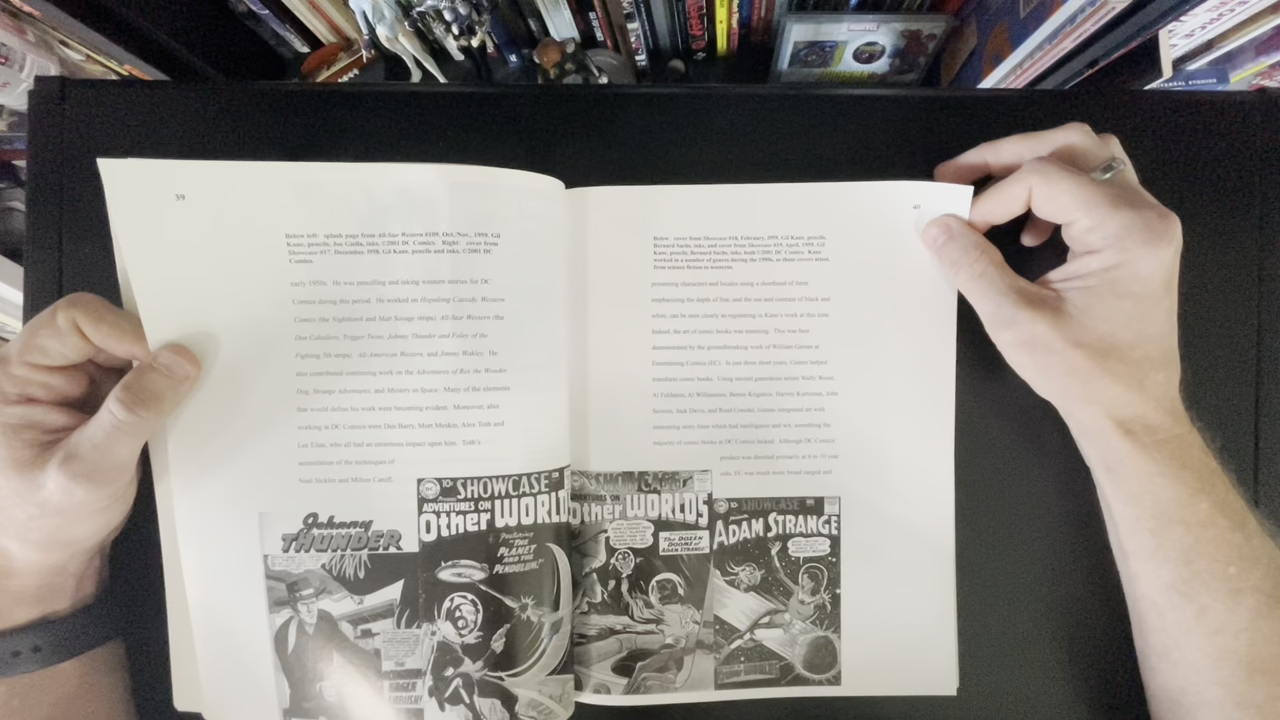 MARVEL
UNIVERSAL STUDIOS
39
Below left: splash page from All-Star Western #109, Oct./Nov., 1959. Gil
Kane, pencils, Joe Giella, inks. ©2001 DC Comics. Right: cover from
Showcase #17, December, 1958, Gil Kane, pencils and inks. ©2001 DC
Comics.
early 1950s. He was pencilling and inking western stories for DC
Comics during this period. He worked on Hopalong Cassidy, Western
Comics (the Nighthawk and Matt Savage strips), All-Star Western (the
Don Caballero, Trigger Twins, Johnny Thunder and Foley of the
Fighting 5th strips), All-American Western, and Jimmy Wakley. He
also contributed continuing work on the Adventures of Rex the Wonder
Dog, Strange Adventures, and Mystery in Space. Many of the elements
that would define his work were becoming evident. Moreover, also
working at DC Comics were Dan Barry, Mort Meskin, Alex Toth and
Lee Elias, who all had an enormous impact upon him. Toth's
assimilation of the techniques of
Noel Sickles and Milton Caniff,
Johnny
THUNDER
10¢ SHOWCASE
Presents
ADVENTURES ON
Other WORLD
Featuring
"THE
PLANET
AND THE
PENDULUM!"
40
Below: cover from Showcase #18, February, 1959, Gil Kane, pencils,
Bernard Sachs, inks, and cover from Showcase #19, April, 1959, Gil
Kane, pencils, Bernard Sachs, inks, both ©2001 DC Comics. Kane
worked in a number of genres during the 1950s, as these covers attest,
from science fiction to westerns.
presenting characters and locales using a shorthand of form
emphasizing the depth of line, and the use and contrast of black and
white, can be seen clearly as registering in Kane's work at this time.
Indeed, the art of comic books was maturing. This was best
demonstrated by the groundbreaking work of William Gaines at
Entertaining Comics (EC). In just three short years, Gaines helped
transform comic books. Using second generation artists Wally Wood,
Al Feldstein, Al Williamson, Bernie Krigstein, Harvey Kurtzman, John
Severin, Jack Davis, and Reed Crandal, Gaines integrated art with
interesting story lines which had intelligence and wit, something the
majority of comic books at DC Comics lacked. Although DC Comics'
product was directed primarily at 8 to 10 year
olds, EC was much more broad ranged and
SHOWCASE
ADVENTURES ON
Other WORLDS
"THE DOZEN
DOOMS OF
ADAM STRANGE"
10¢ SHOWCASE
Presents
ADAM STRANGE